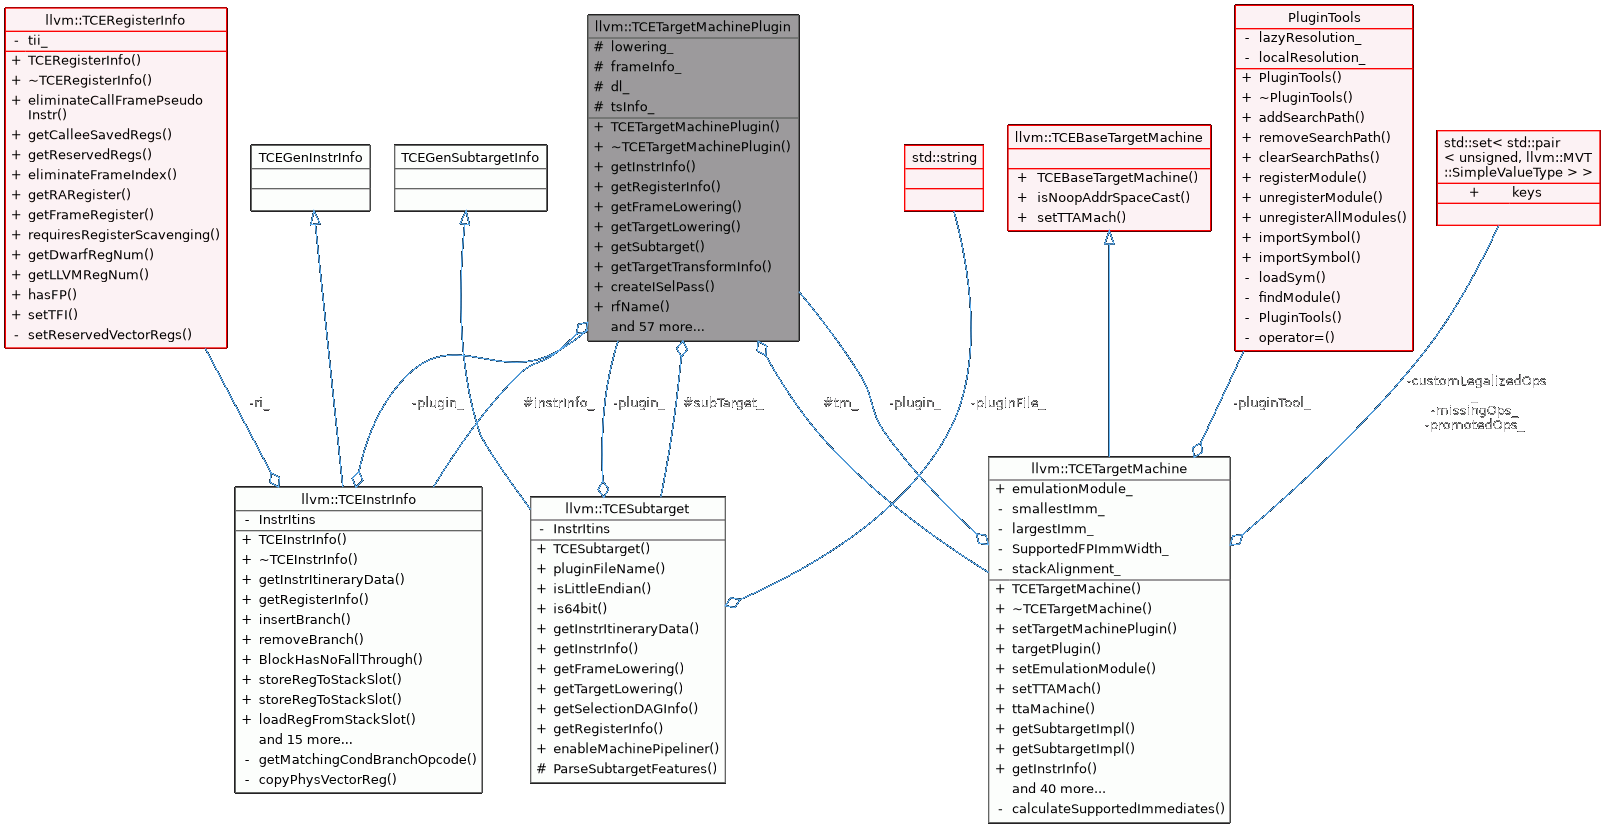 llvm::TCERegisterInfo
- tii_
+ TCERegisterInfo()
+ ~TCERegisterInfo()
+ eliminateCallFramePseudo
Instr()
+ getCalleeSavedRegs()
+ getReservedRegs()
+ eliminateFrameIndex()
+ getRARegister()
+ getFrameRegister()
+ requiresRegisterScavenging()
+ getDwarfRegNum()
+ getLLVMRegNum()
+ hasFP()
+ setTFI()
- setReservedVectorRegs()
TCEGenInstrInfo
TCEGenSubtargetInfo
llvm::TCETargetMachinePlugin
# lowering_
# frameInfo_
# dl_
# tsInfo_
+ TCETargetMachinePlugin()
+ ~TCETargetMachinePlugin()
+ getInstrInfo()
+ getRegisterInfo()
+ getFrameLowering()
+ getTargetLowering()
+ getSubtarget()
+ getTargetTransformInfo()
+ createISelPass()
+ rfName()
and 57 more...
std::string
llvm::TCEBaseTargetMachine
+ TCEBaseTargetMachine()
+ isNoopAddrSpaceCast()
+ setTTAMach()
PluginTools
- lazyResolution_
- localResolution_
+ PluginTools()
+ ~PluginTools()
+ addSearchPath()
+ removeSearchPath()
+ clearSearchPaths()
+ registerModule()
+ unregisterModule()
+ unregisterAllModules()
+ importSymbol()
+ importSymbol()
- loadSym()
- findModule()
- PluginTools()
- operator=()
std::set< std::pair
< unsigned, llvm::MVT
::SimpleValueType > >
+ keys
-ri_
-plugin_
#instrInfo_
-plugin_
#subTarget_
#tm_
-plugin_
-pluginFile_
-pluginTool_
-customLegalizedOps
_
-missingOps_
-promotedOps_
llvm::TCEInstrInfo
- InstrItins
+ TCEInstrInfo()
+ ~TCEInstrInfo()
+ getInstrItineraryData()
+ getRegisterInfo()
+ insertBranch()
+ removeBranch()
+ BlockHasNoFallThrough()
+ storeRegToStackSlot()
+ storeRegToStackSlot()
+ loadRegFromStackSlot()
and 15 more...
- getMatchingCondBranchOpcode()
- copyPhysVectorReg()
llvm::TCESubtarget
- InstrItins
+ TCESubtarget()
+ pluginFileName()
+ isLittleEndian()
+ is64bit()
+ getInstrItineraryData()
+ getInstrInfo()
+ getFrameLowering()
+ getTargetLowering()
+ getSelectionDAGInfo()
+ getRegisterInfo()
+ enableMachinePipeliner()
# ParseSubtargetFeatures()
llvm::TCETargetMachine
+ emulationModule_
- smallestImm_
- largestImm_
- SupportedFPImmWidth_
- stackAlignment_
+ TCETargetMachine()
+ ~TCETargetMachine()
+ setTargetMachinePlugin()
+ targetPlugin()
+ setEmulationModule()
+ setTTAMach()
+ ttaMachine()
+ getSubtargetImpl()
+ getSubtargetImpl()
+ getInstrInfo()
and 40 more...
- calculateSupportedImmediates()